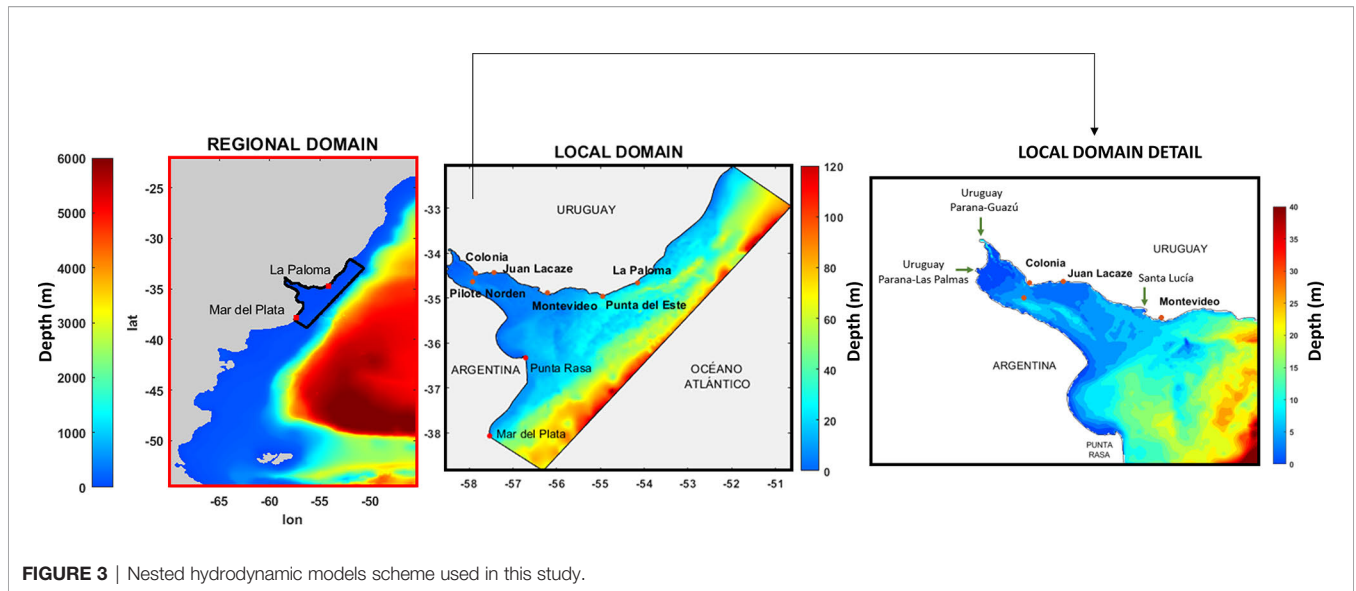 REGIONAL DOMAIN
6000
5000
4000
3000
2000
1000
0
Depth (m)
-25
-30
-35
-40
-45
-50
lat
La Paloma
Mar del Plata
-65
-60
-55
-50
lon
LOCAL DOMAIN
-33
-34
-35
-36
-37
-38
URUGUAY
Colonia
Juan Lacaze
La Paloma
Pilote Norden
Montevideo
Punta del Este
ARGENTINA
Punta Rasa
OCÉANO
ATLÁNTICO
Mar del Plata
-58
-57
-56
-55
-54
-53
-52
-51
120
100
80
60
40
20
0
Depth (m)
LOCAL DOMAIN DETAIL
Uruguay
Parana-Guazú
URUGUAY
Uruguay
Parana-Las Palmas
Colonia
Juan Lacaze
Santa Lucía
Montevideo
ARGENTINA
PUNTA
RASA
40
35
30
25
20
15
10
5
0
Depth (m)
FIGURE 3 | Nested hydrodynamic models scheme used in this study.